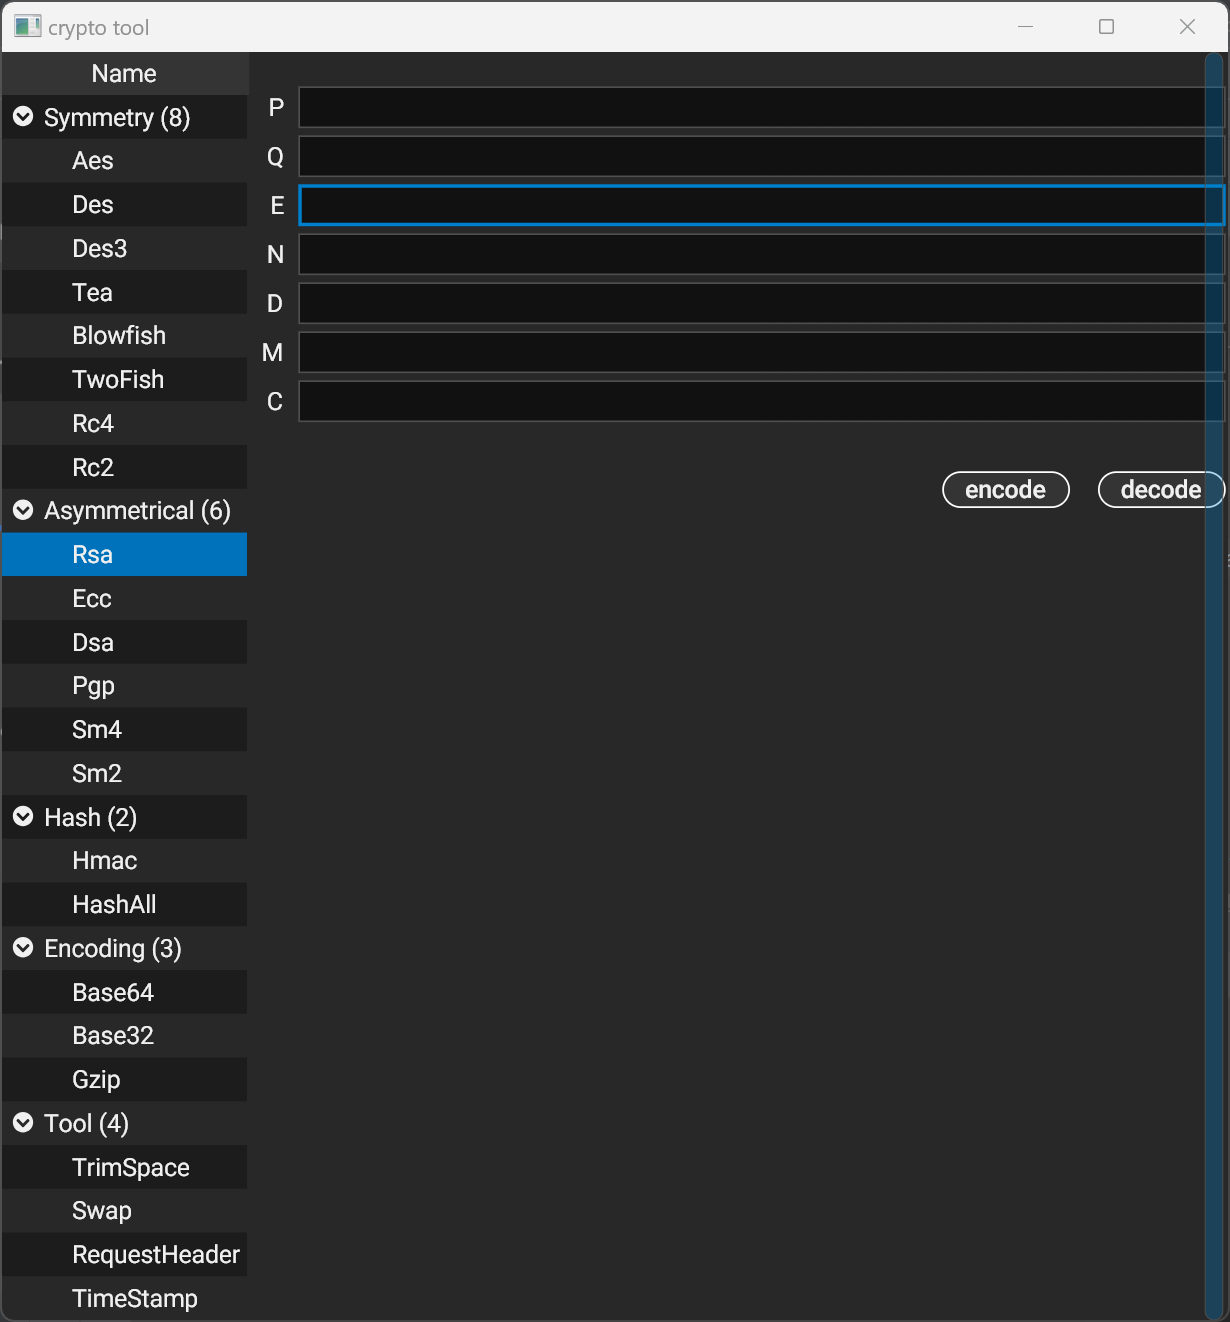 crypto tool
Name
Symmetry (8)
Aes
Des
Des3
Tea
Blowfish
TwoFish
Rc4
Rc2
Asymmetrical (6)
Rsa
Ecc
Dsa
Pgp
Sm4
Sm2
Hash (2)
Hmac
HashAll
Encoding (3)
Base64
Base32
Gzip
Tool (4)
TrimSpace
Swap
RequestHeader
TimeStamp
P
Q
E
N
D
M
C
encode decode